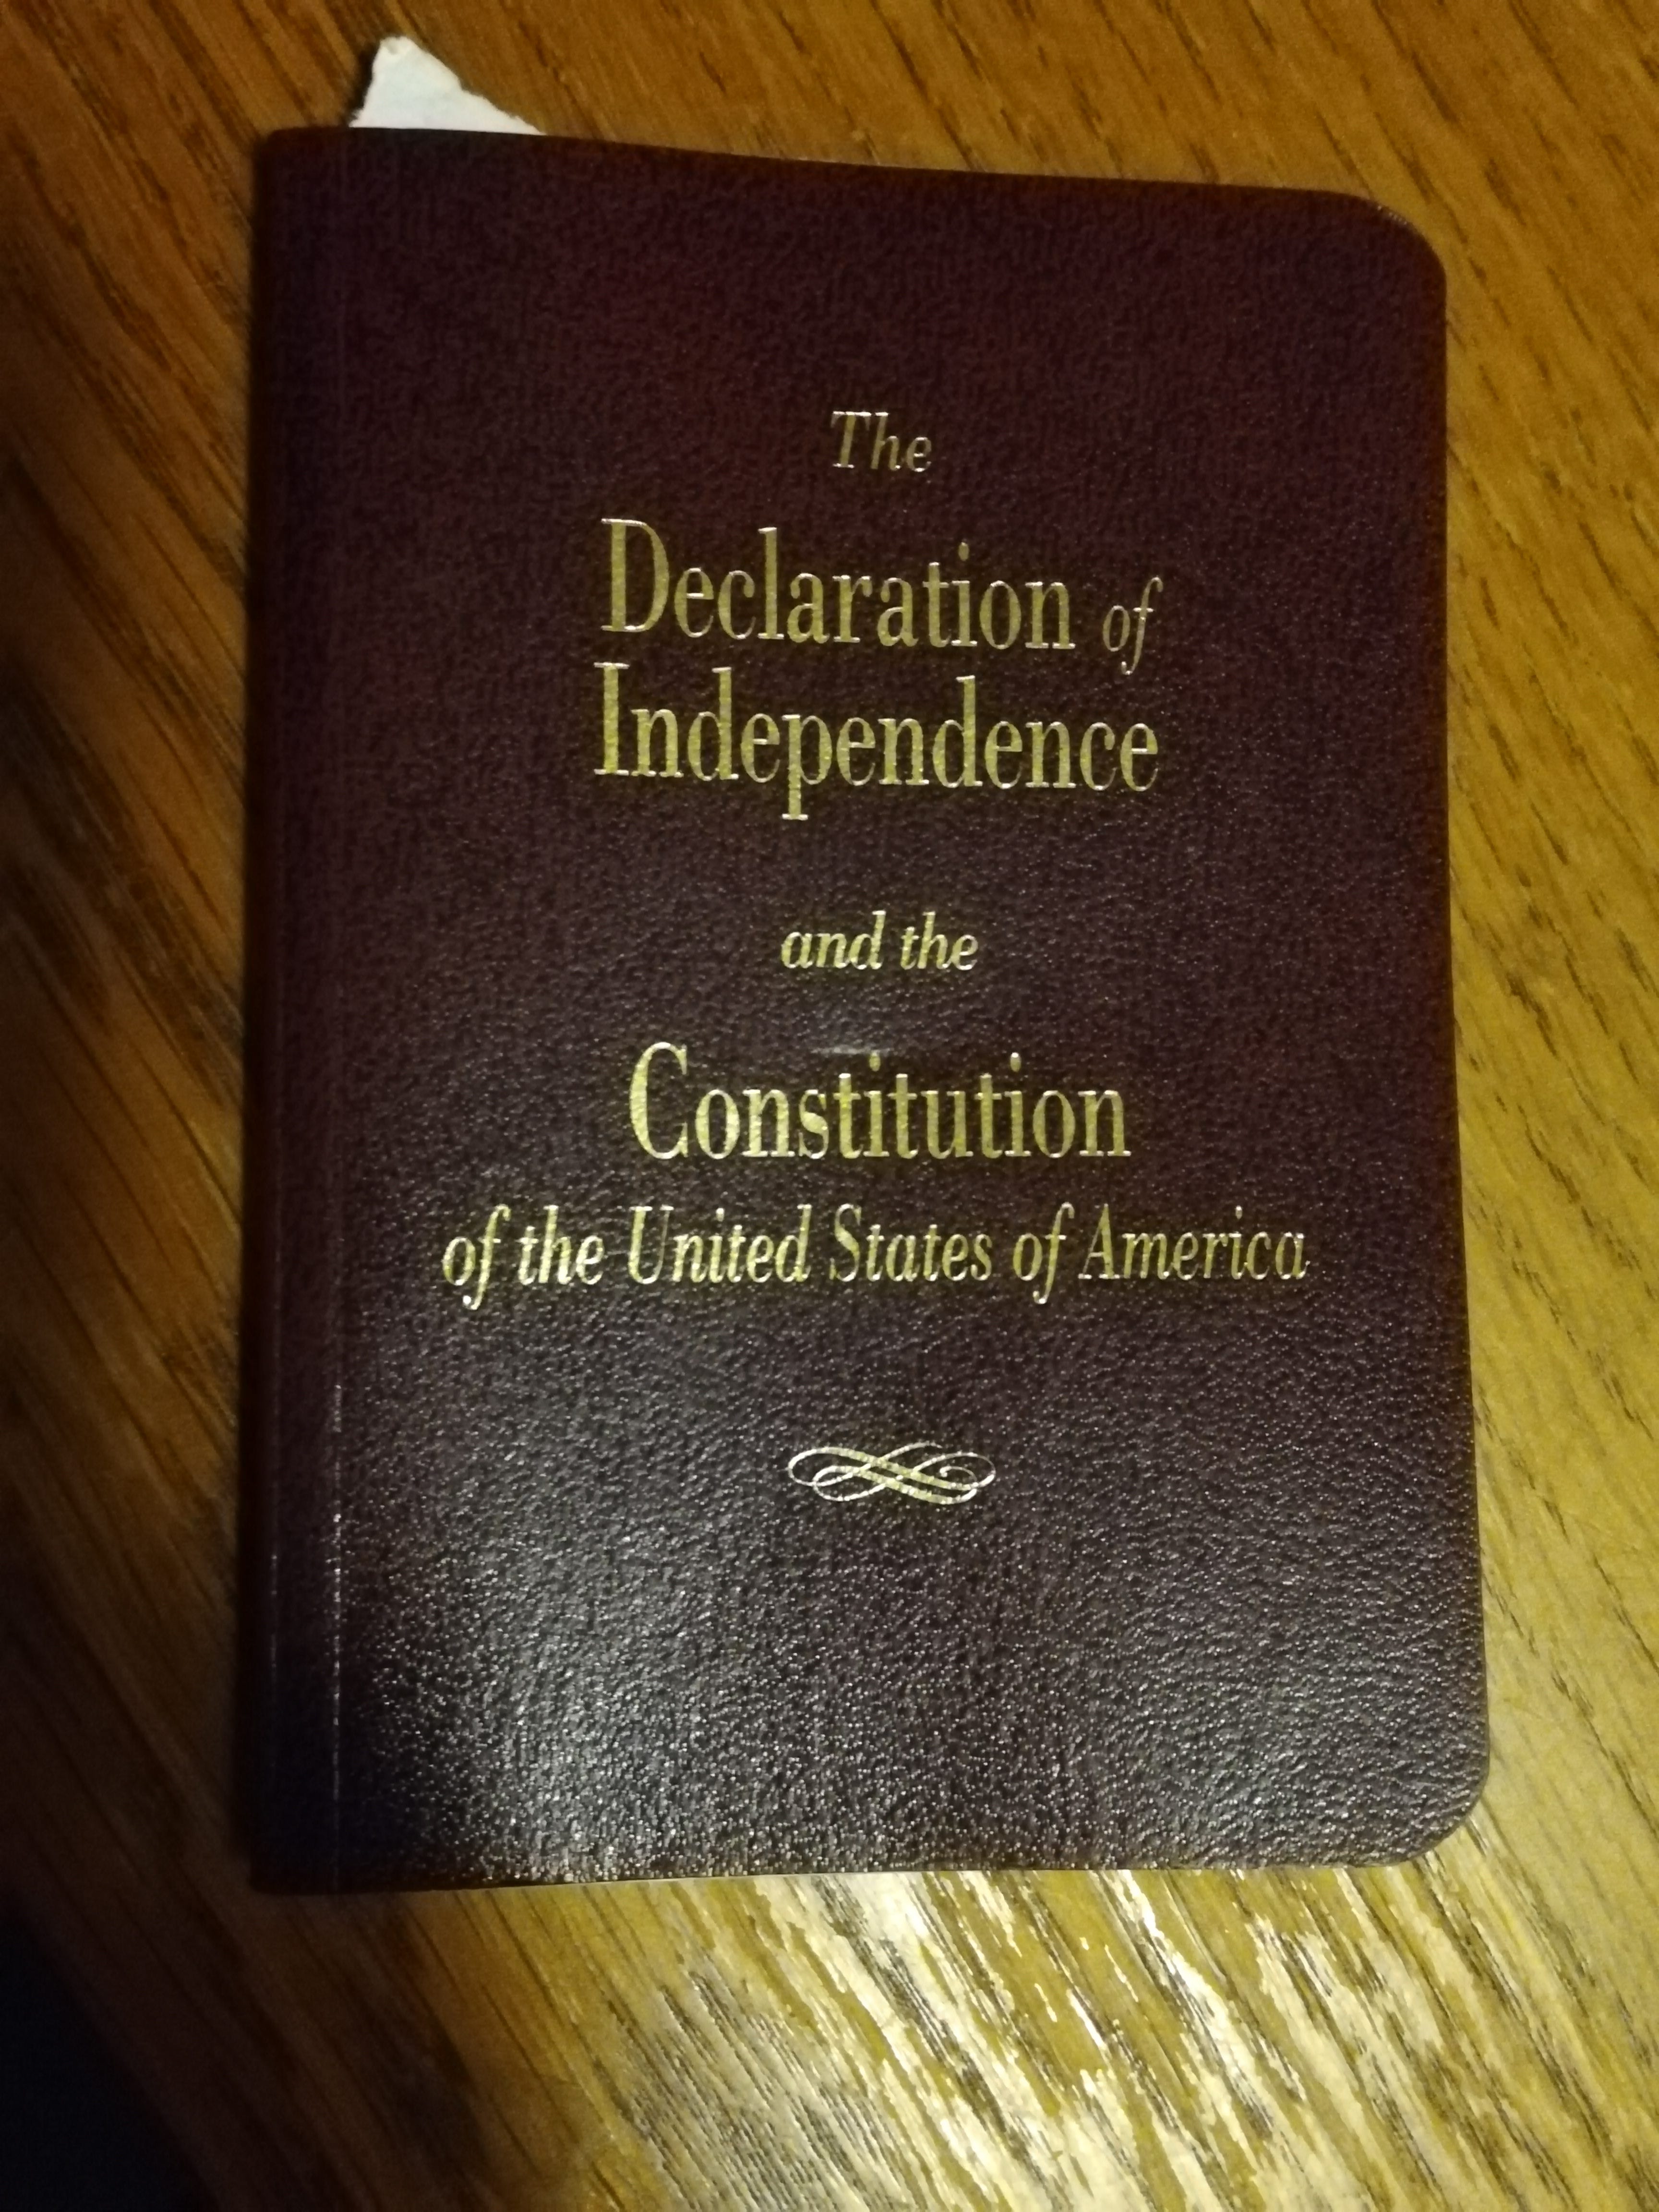 The
Declaration of
Independence
and the
Constitution
of the United States of America